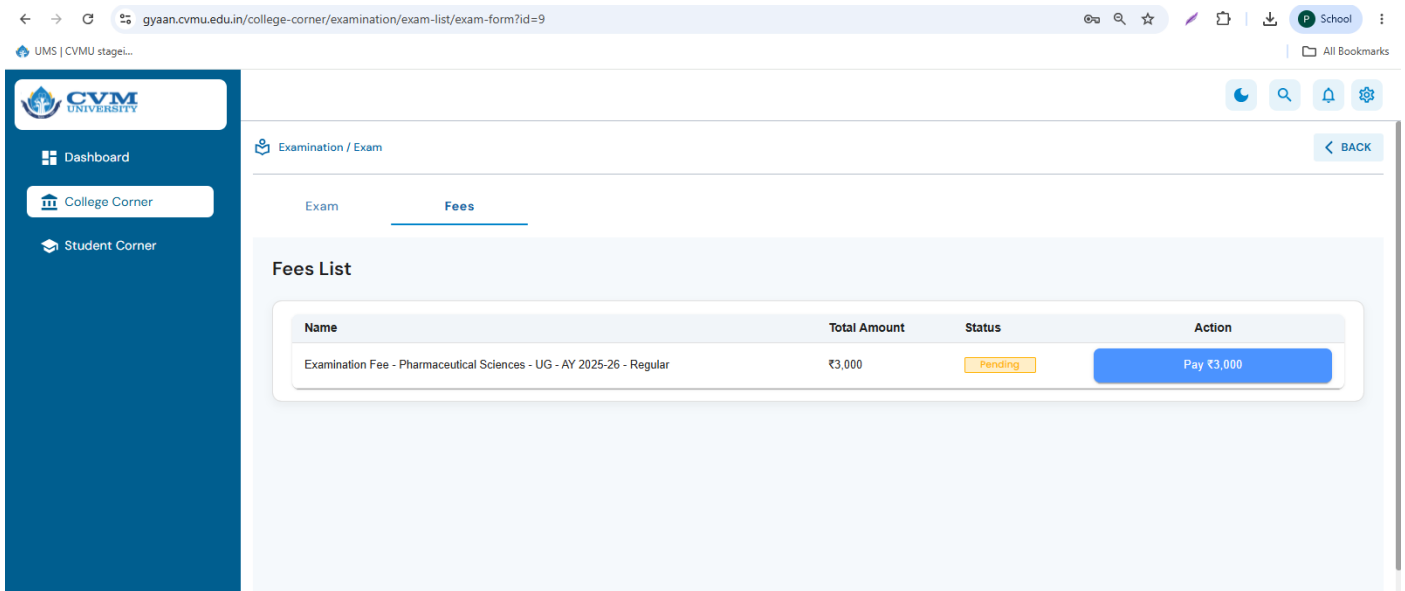 gyaan.cvmu.edu.in/college-corner/examination/exam-list/exam-form?id=9
P School
UMS | CVMU stagei...
All Bookmarks
CVM
UNIVERSITY
Dashboard
College Corner
Student Corner
Examination / Exam
BACK
Exam Fees
Fees List
Name Total Amount Status Action
Examination Fee - Pharmaceutical Sciences - UG - AY 2025-26 - Regular ₹3,000 Pending Pay ₹3,000